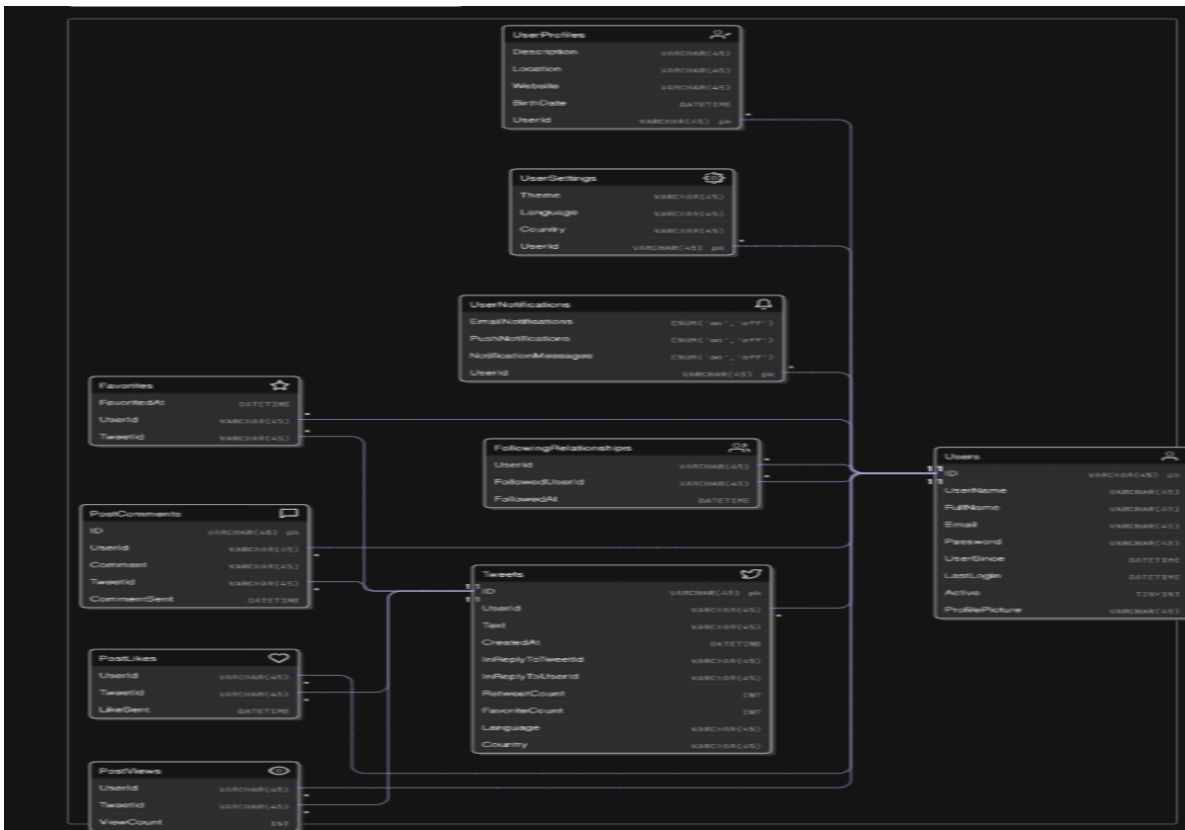 UserProfiles
Description VARCHAR(45)
Location VARCHAR(45)
Website VARCHAR(45)
BirthDate DATETIME
UserId VARCHAR(45) pk
UserSettings
Theme VARCHAR(45)
Language VARCHAR(45)
Country VARCHAR(45)
UserId VARCHAR(45) pk
UserNotifications
EmailNotifications ENUM('on','off')
PushNotifications ENUM('on','off')
NotificationMessages ENUM('on','off')
UserId VARCHAR(45) pk
Favorites
FavoritedAt DATETIME
UserId VARCHAR(45)
TweetId VARCHAR(45)
FollowingRelationships
UserId VARCHAR(45)
FollowedUserId VARCHAR(45)
FollowedAt DATETIME
Users
ID VARCHAR(45) pk
UserName VARCHAR(45)
FullName VARCHAR(45)
Email VARCHAR(45)
Password VARCHAR(45)
UserSince DATETIME
LastLogin DATETIME
Active TINYINT
ProfilePicture VARCHAR(45)
PostComments
ID VARCHAR(45) pk
UserId VARCHAR(45)
Comment VARCHAR(45)
TweetId VARCHAR(45)
CommentSent DATETIME
Tweets
ID VARCHAR(45) pk
UserId VARCHAR(45)
Text VARCHAR(45)
CreatedAt DATETIME
InReplyToTweetId VARCHAR(45)
InReplyToUserId VARCHAR(45)
RetweetCount INT
FavoriteCount INT
Language VARCHAR(45)
Country VARCHAR(45)
PostLikes
UserId VARCHAR(45)
TweetId VARCHAR(45)
LikeSent DATETIME
PostViews
UserId VARCHAR(45)
TweetId VARCHAR(45)
ViewCount INT